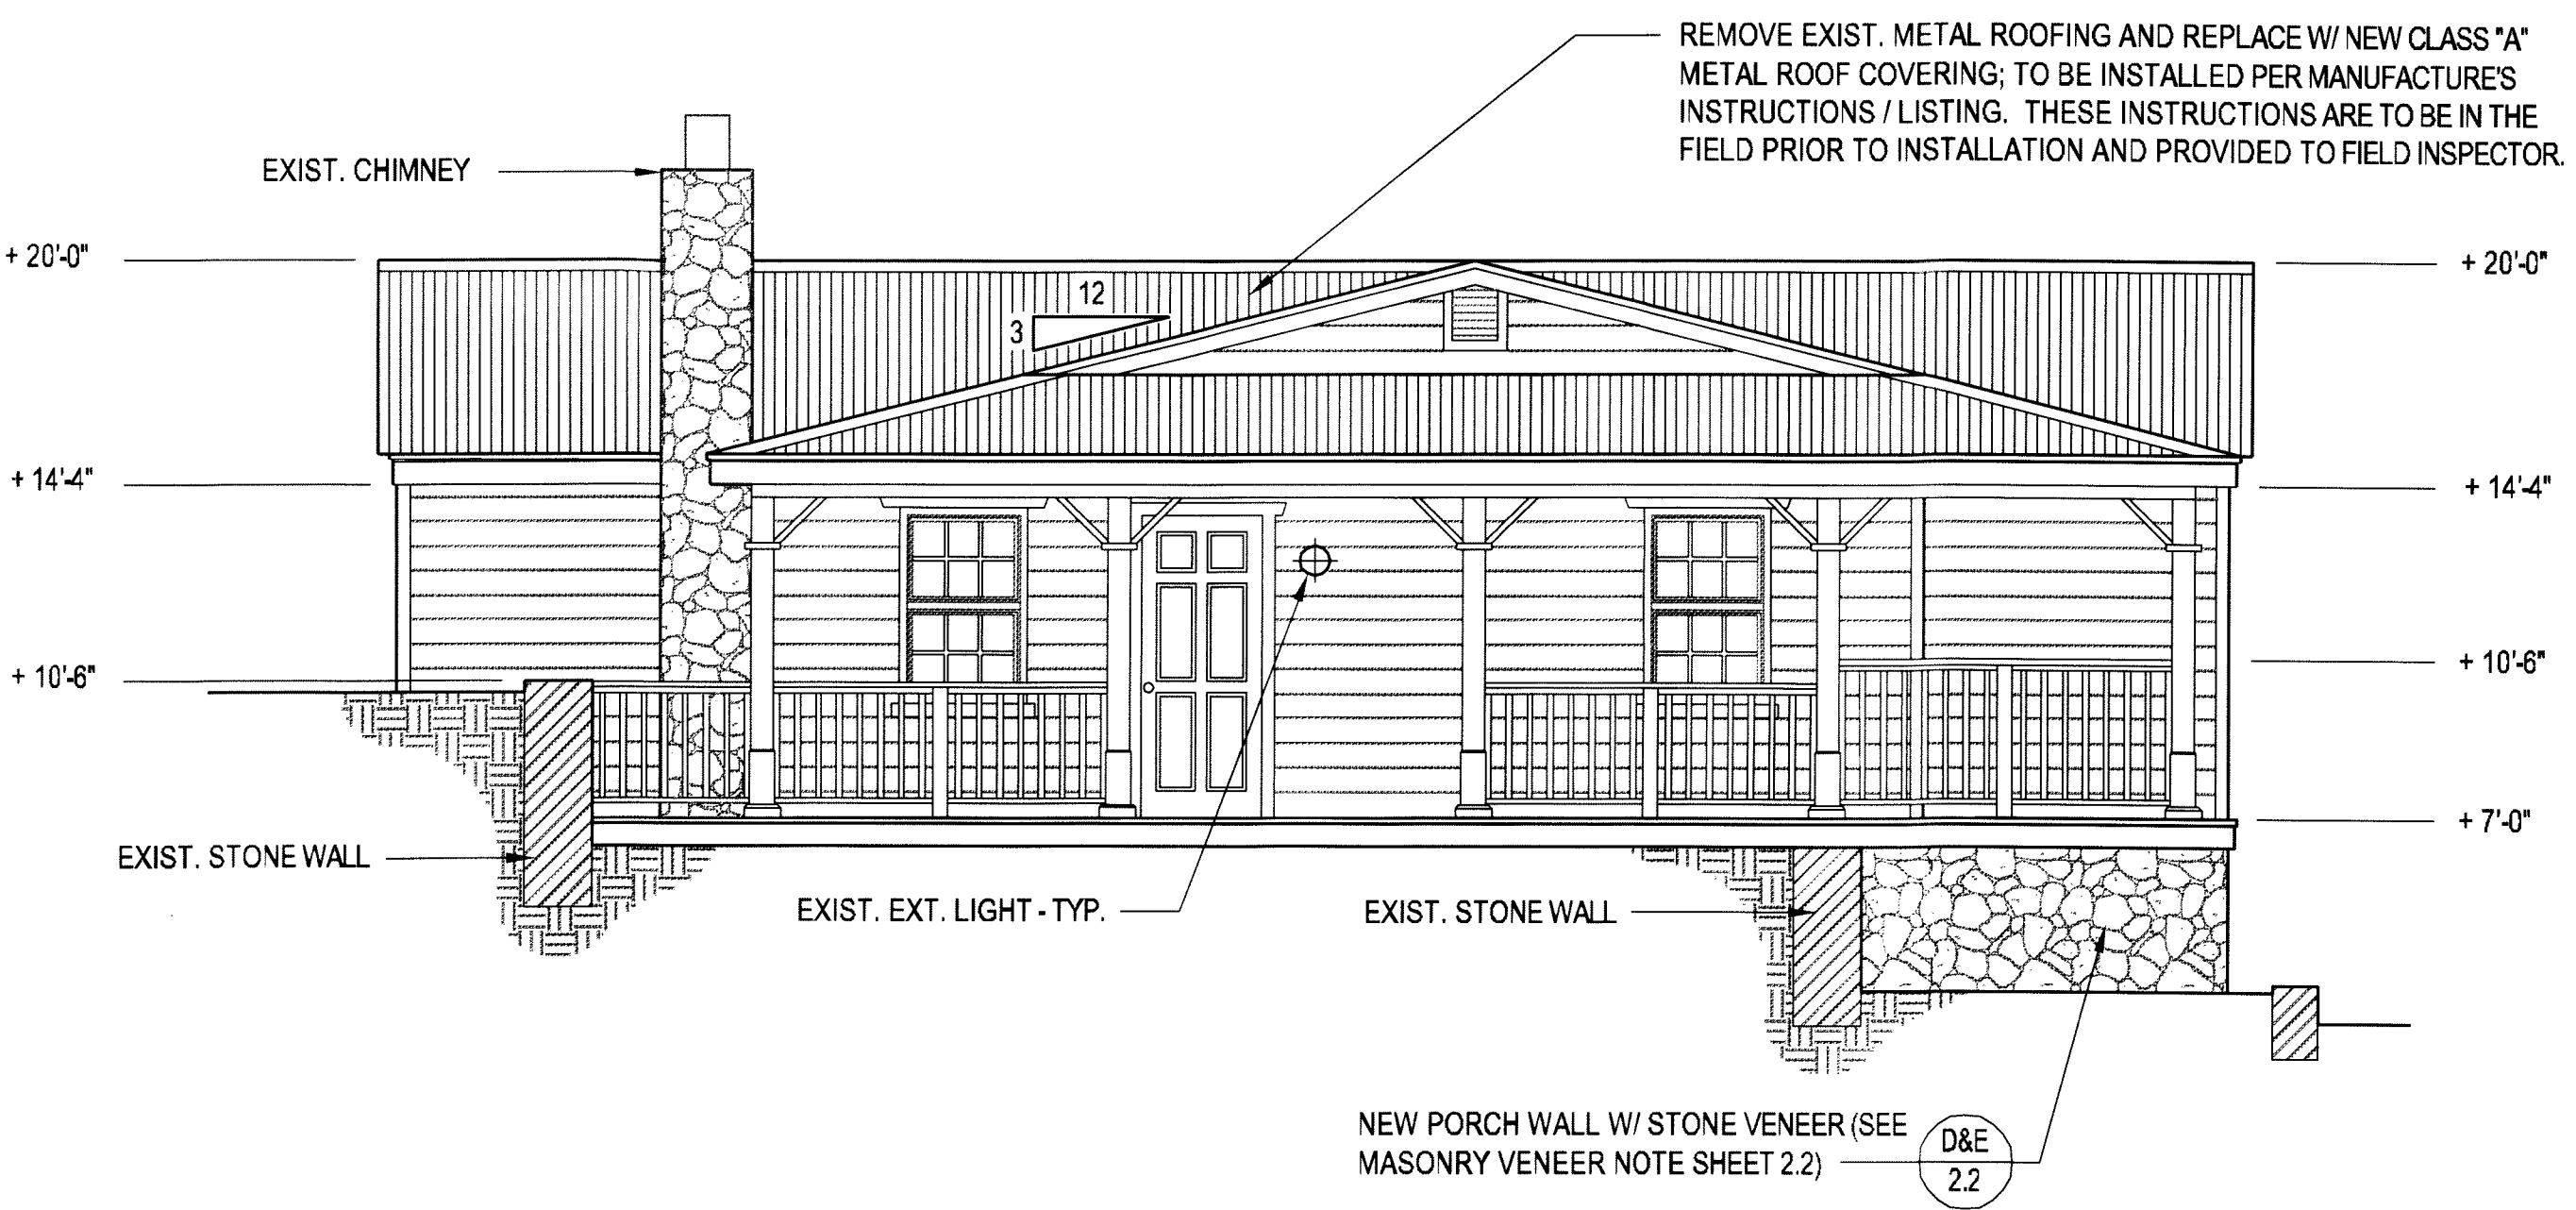 REMOVE EXIST. METAL ROOFING AND REPLACE W/ NEW CLASS "A"
METAL ROOF COVERING; TO BE INSTALLED PER MANUFACTURE'S
INSTRUCTIONS / LISTING. THESE INSTRUCTIONS ARE TO BE IN THE
FIELD PRIOR TO INSTALLATION AND PROVIDED TO FIELD INSPECTOR.
EXIST. CHIMNEY
+ 20'-0"
+ 20'-0"
12
3
+ 14'-4"
+ 14'-4"
+ 10'-6"
+ 10'-6"
+ 7'-0"
EXIST. STONE WALL
EXIST. EXT. LIGHT - TYP.
EXIST. STONE WALL
NEW PORCH WALL W/ STONE VENEER (SEE
MASONRY VENEER NOTE SHEET 2.2)
D&E
2.2